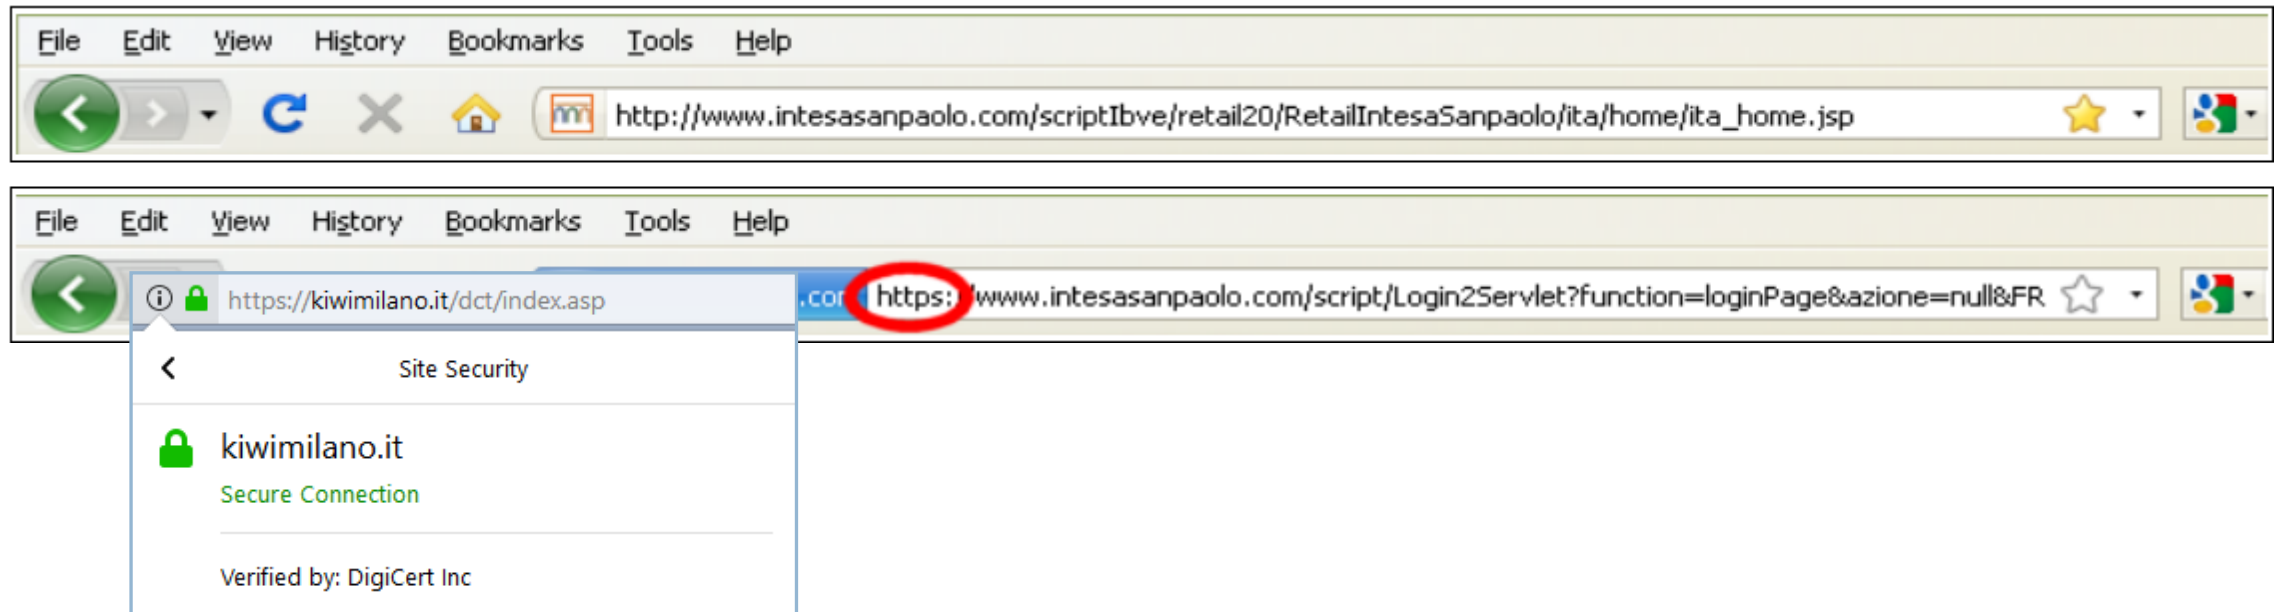 File Edit View History Bookmarks Tools Help
http://www.intesasanpaolo.com/scriptIbve/retail20/RetailIntesaSanpaolo/ita/home/ita_home.jsp
File Edit View History Bookmarks Tools Help
.com https://www.intesasanpaolo.com/script/Login2Servlet?function=loginPage&azione=null&FR
https://kiwimilano.it/dct/index.asp
Site Security
kiwimilano.it
Secure Connection
Verified by: DigiCert Inc